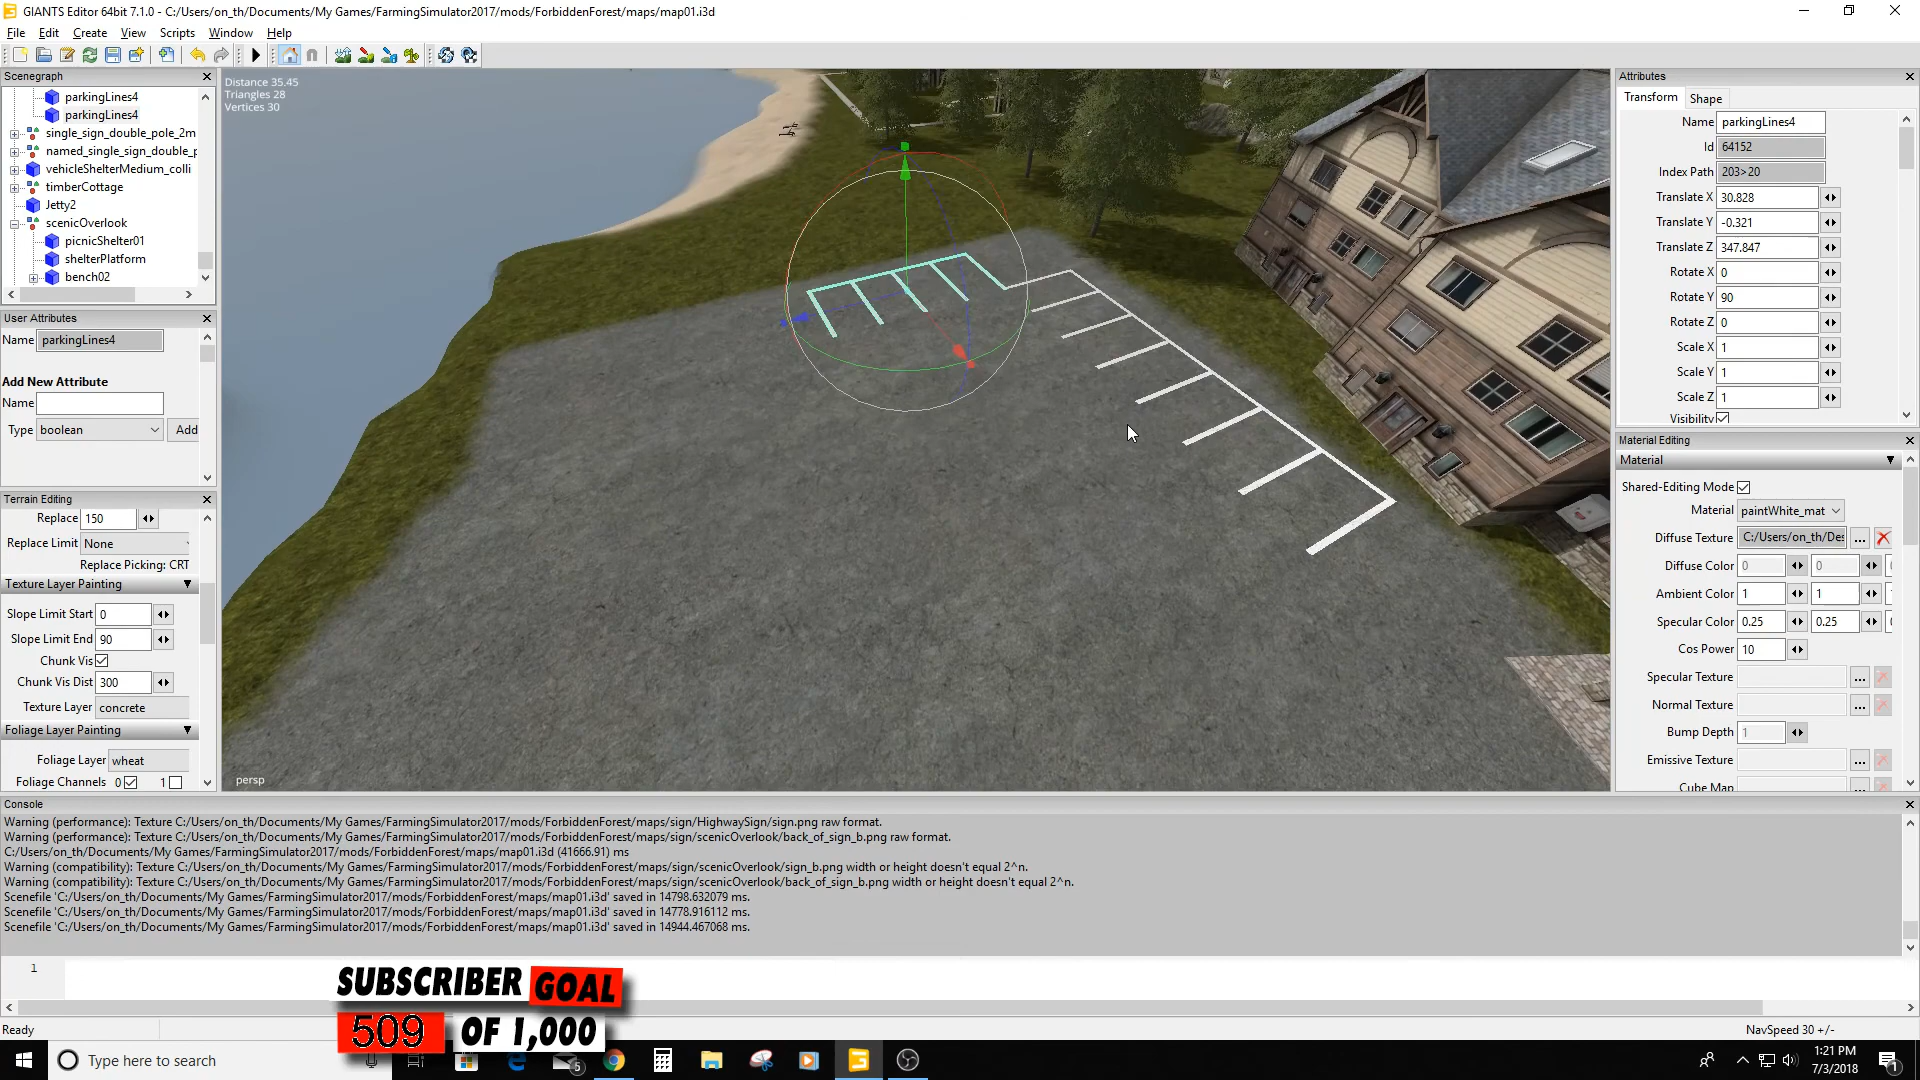 GIANTS Editor 64bit 7.1.0 - C:/Users/on_th/Documents/My Games/FarmingSimulator2017/mods/ForbiddenForest/maps/map01.i3d
File Edit Create View Scripts Window Help
Scenegraph
parkingLines4
parkingLines4
single_sign_double_pole_2m
named_single_sign_double_p
vehicleShelterMedium_colli
timberCottage
Jetty2
scenicOverlook
picnicShelter01
shelterPlatform
bench02
User Attributes
Name parkingLines4
Add New Attribute
Name
Type boolean Add
Terrain Editing
Replace 150
Replace Limit None
Replace Picking: CRT
Texture Layer Painting
Slope Limit Start 0
Slope Limit End 90
Chunk Vis
Chunk Vis Dist 300
Texture Layer concrete
Foliage Layer Painting
Foliage Layer wheat
Foliage Channels 0 1
Distance 35.45
Triangles 28
Vertices 30
persp
Attributes
Transform Shape
Name parkingLines4
Id 64152
Index Path 203>20
Translate X 30.828
Translate Y -0.321
Translate Z 347.847
Rotate X 0
Rotate Y 90
Rotate Z 0
Scale X 1
Scale Y 1
Scale Z 1
Visibility
Material Editing
Material
Shared-Editing Mode
Material paintWhite_mat
Diffuse Texture C:/Users/on_th/Des ...
Diffuse Color 0 0
Ambient Color 1 1
Specular Color 0.25 0.25
Cos Power 10
Specular Texture ...
Normal Texture ...
Bump Depth 1
Emissive Texture ...
Cube Map ...
Console
Warning (performance): Texture C:/Users/on_th/Documents/My Games/FarmingSimulator2017/mods/ForbiddenForest/maps/sign/HighwaySign/sign.png raw format.
Warning (performance): Texture C:/Users/on_th/Documents/My Games/FarmingSimulator2017/mods/ForbiddenForest/maps/sign/scenicOverlook/back_of_sign_b.png raw format.
C:/Users/on_th/Documents/My Games/FarmingSimulator2017/mods/ForbiddenForest/maps/map01.i3d (41666.91) ms
Warning (compatibility): Texture C:/Users/on_th/Documents/My Games/FarmingSimulator2017/mods/ForbiddenForest/maps/sign/scenicOverlook/sign_b.png width or height doesn't equal 2^n.
Warning (compatibility): Texture C:/Users/on_th/Documents/My Games/FarmingSimulator2017/mods/ForbiddenForest/maps/sign/scenicOverlook/back_of_sign_b.png width or height doesn't equal 2^n.
Scenefile 'C:/Users/on_th/Documents/My Games/FarmingSimulator2017/mods/ForbiddenForest/maps/map01.i3d' saved in 14798.632079 ms.
Scenefile 'C:/Users/on_th/Documents/My Games/FarmingSimulator2017/mods/ForbiddenForest/maps/map01.i3d' saved in 14778.916112 ms.
Scenefile 'C:/Users/on_th/Documents/My Games/FarmingSimulator2017/mods/ForbiddenForest/maps/map01.i3d' saved in 14944.467068 ms.
1
SUBSCRIBER GOAL
509 OF 1,000
Ready
NavSpeed 30 +/-
Type here to search
5
1:21 PM
7/3/2018
1